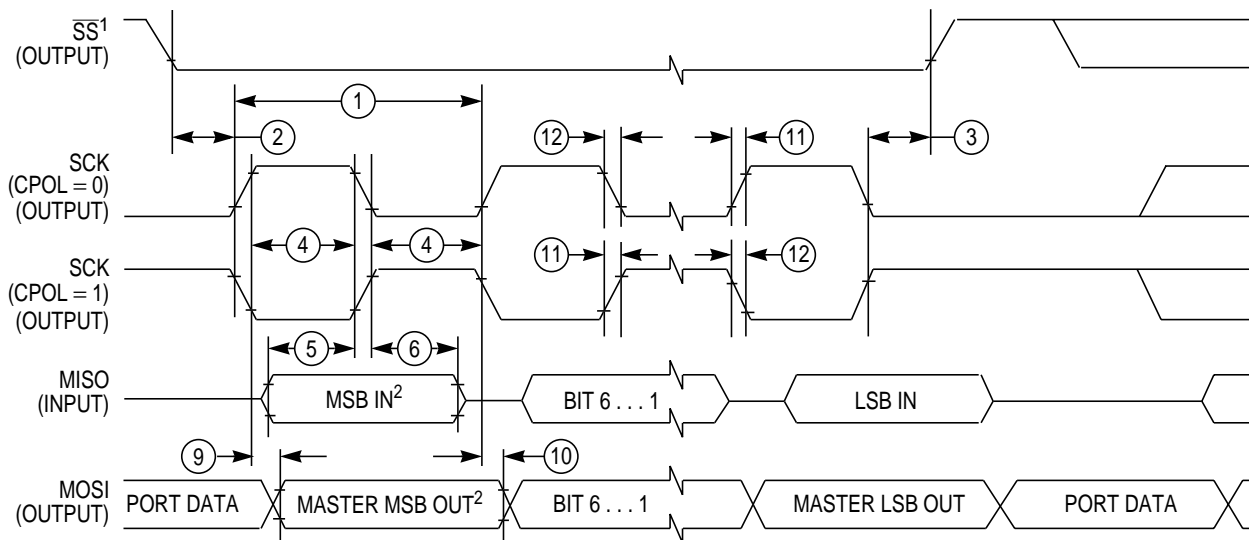 SS¹
(OUTPUT)
1
2
12
11
3
SCK
(CPOL = 0)
(OUTPUT)
4
4
SCK
(CPOL = 1)
(OUTPUT)
11
12
5
6
MISO
(INPUT)
MSB IN²
BIT 6 . . . 1
LSB IN
9
10
MOSI
(OUTPUT)
PORT DATA
MASTER MSB OUT²
BIT 6 . . . 1
MASTER LSB OUT
PORT DATA